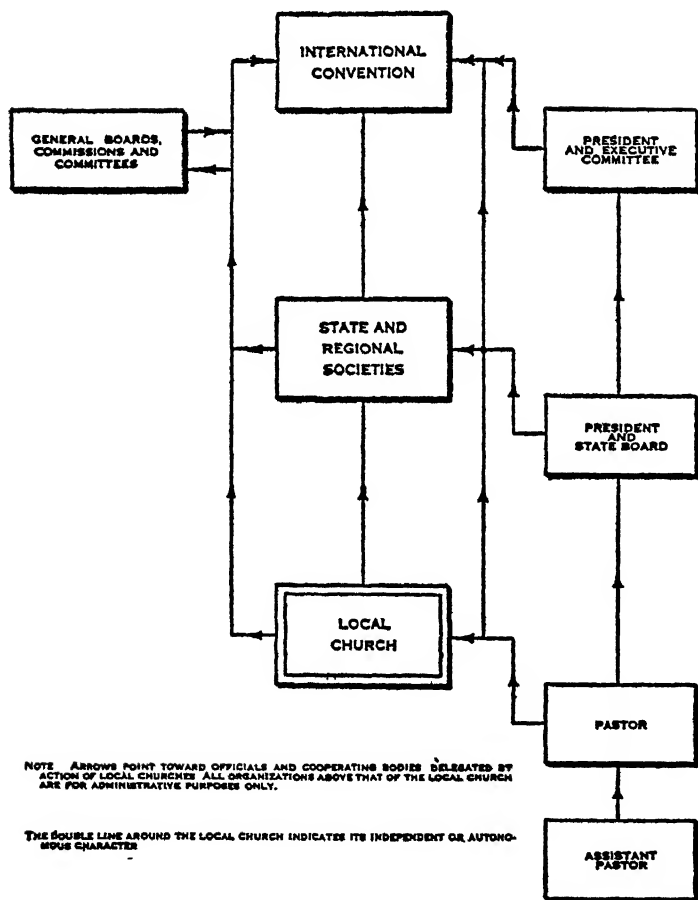 INTERNATIONAL
CONVENTION
GENERAL BOARDS,
COMMISSIONS AND
COMMITTEES
PRESIDENT
AND EXECUTIVE
COMMITTEE
STATE AND
REGIONAL
SOCIETIES
PRESIDENT
AND
STATE BOARD
LOCAL
CHURCH
PASTOR
NOTE ARROWS POINT TOWARD OFFICIALS AND COOPERATING BODIES DELEGATED BY
ACTION OF LOCAL CHURCHES ALL ORGANIZATIONS ABOVE THAT OF THE LOCAL CHURCH
ARE FOR ADMINISTRATIVE PURPOSES ONLY.
THE DOUBLE LINE AROUND THE LOCAL CHURCH INDICATES ITS INDEPENDENT OR AUTONO-
MOUS CHARACTER
ASSISTANT
PASTOR